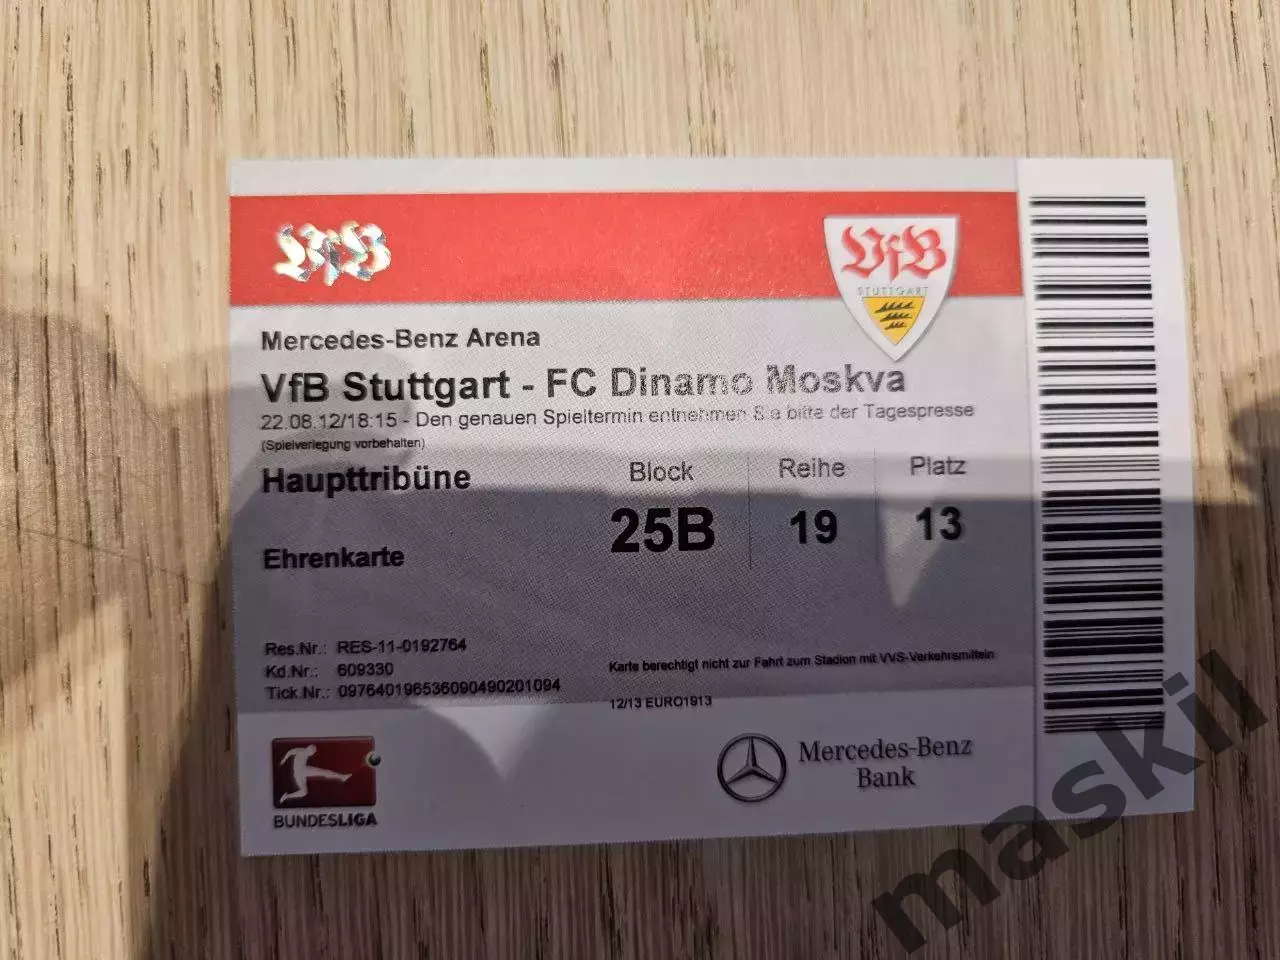 VfB
VfB
STUTTGART
Mercedes-Benz Arena
VfB Stuttgart - FC Dinamo Moskva
22.08.12/18:15 - Den genauen Spieltermin entnehmen Sie bitte der Tagespresse
(Spielverlegung vorbehalten)
Haupttribüne
Block
Reihe
Platz
25B
19
13
Ehrenkarte
Res.Nr.: RES-11-0192764
Kd.Nr.: 609330
Tick.Nr.: 097640196536090490201094
Karte berechtigt nicht zur Fahrt zum Stadion mit VVS-Verkehrsmitteln
12/13 EURO1913
BUNDESLIGA
Mercedes-Benz
Bank
maskil